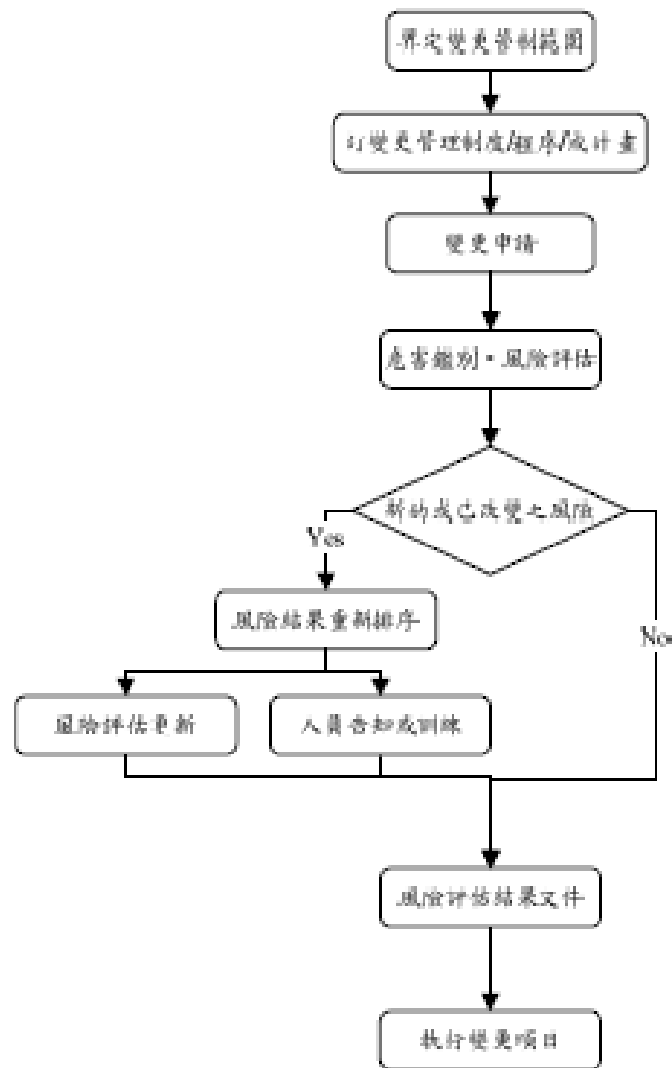 界定變更管制範圍
訂變更管理制度/程序/或計畫
變更申請
危害鑑別、風險評估
新的或已改變之風險
Yes
風險結果重新排序
No
風險評估更新
人員告知或訓練
風險評估結果文件
執行變更項目